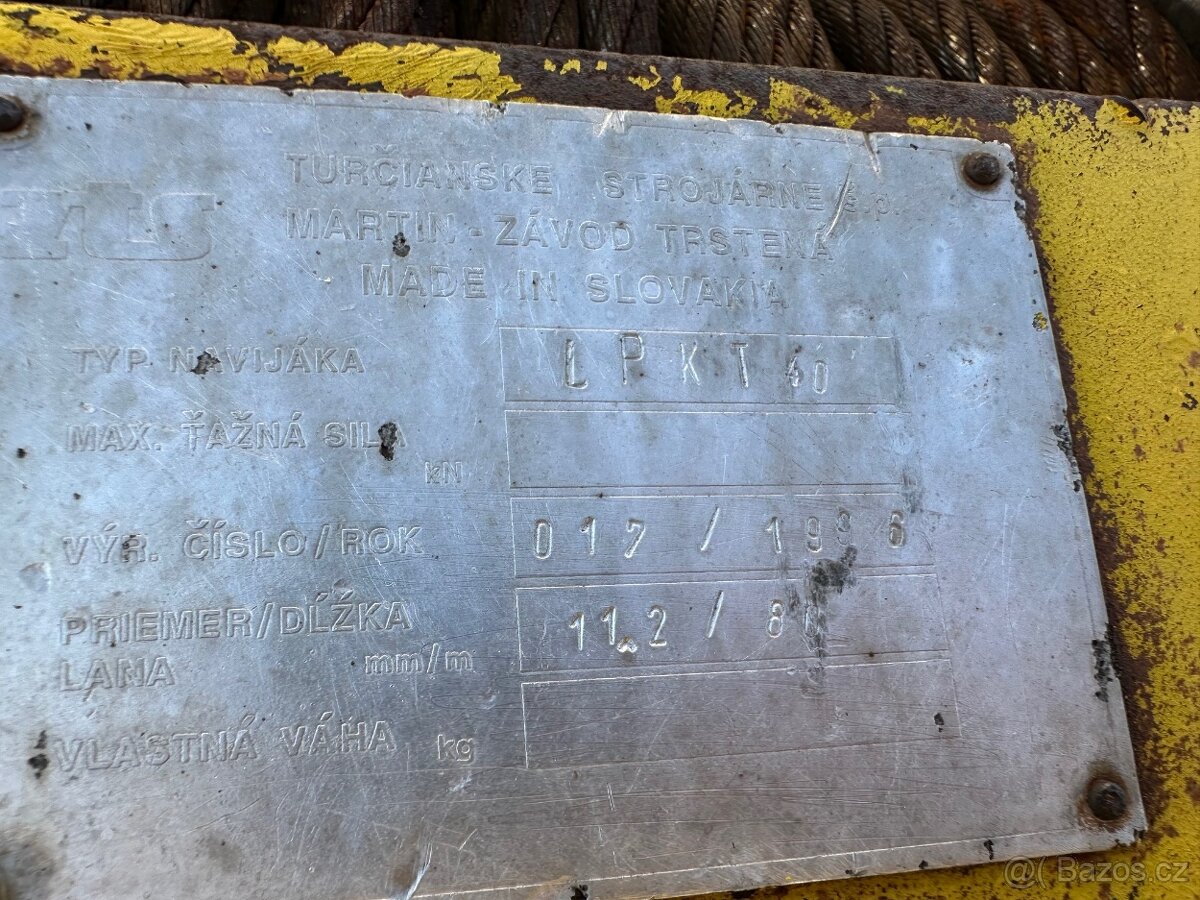 TURČIANSKE STROJÁRNE š.p.
MARTIN - ZÁVOD TRSTENÁ
MADE IN SLOVAKIA
TYP NAVIJÁKA LPKT 40
MAX. ŤAŽNÁ SILA
kN
VÝR. ČÍSLO/ROK 017 / 1996
PRIEMER/DĹŽKA 11.2 /
LANA mm/m
VLASTNÁ VÁHA kg
@( Bazos.cz